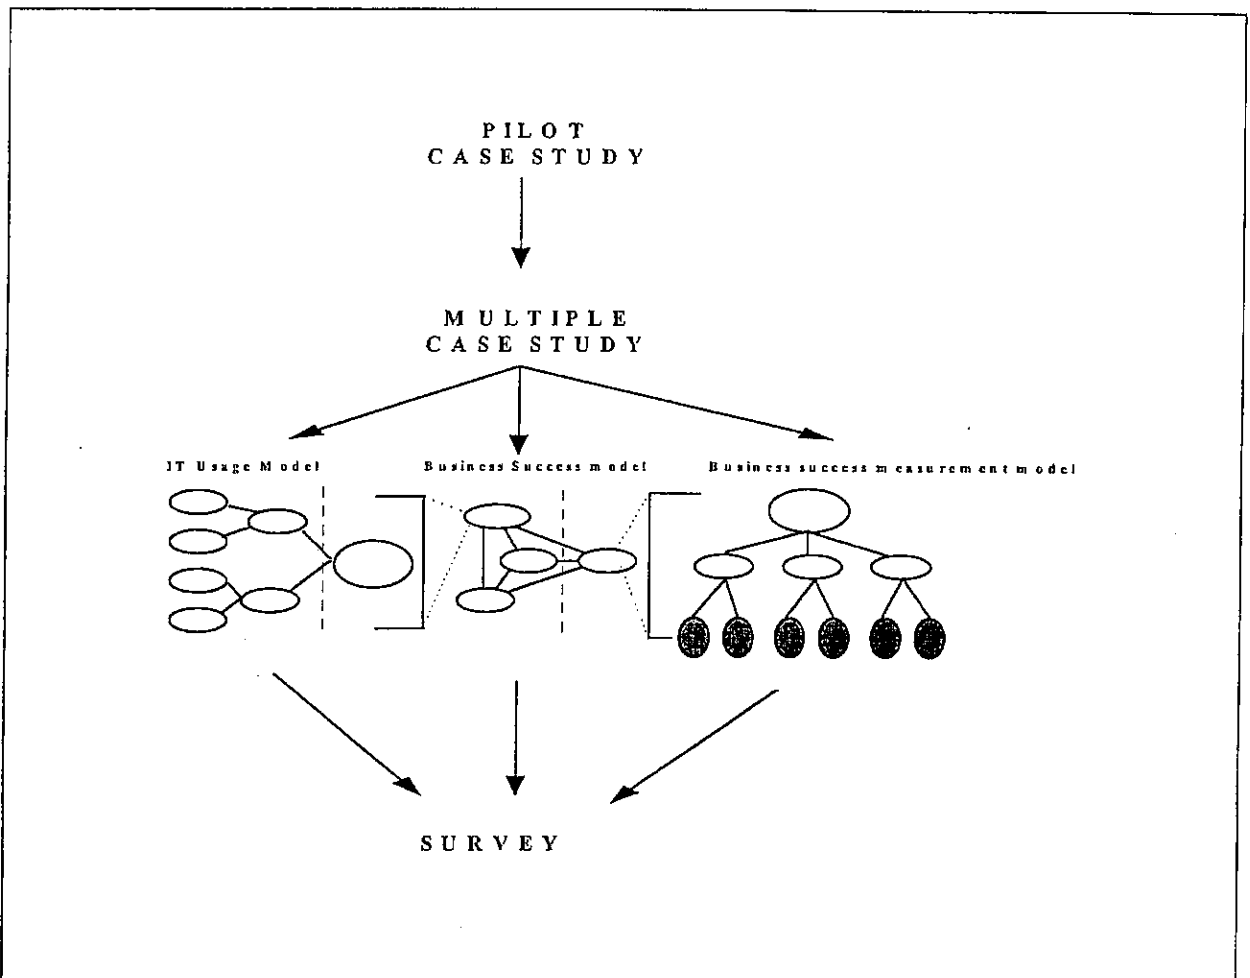 PILOT
CASE STUDY
MULTIPLE
CASE STUDY
IT Usage Model
Business Success model
Business success measurement model
SURVEY